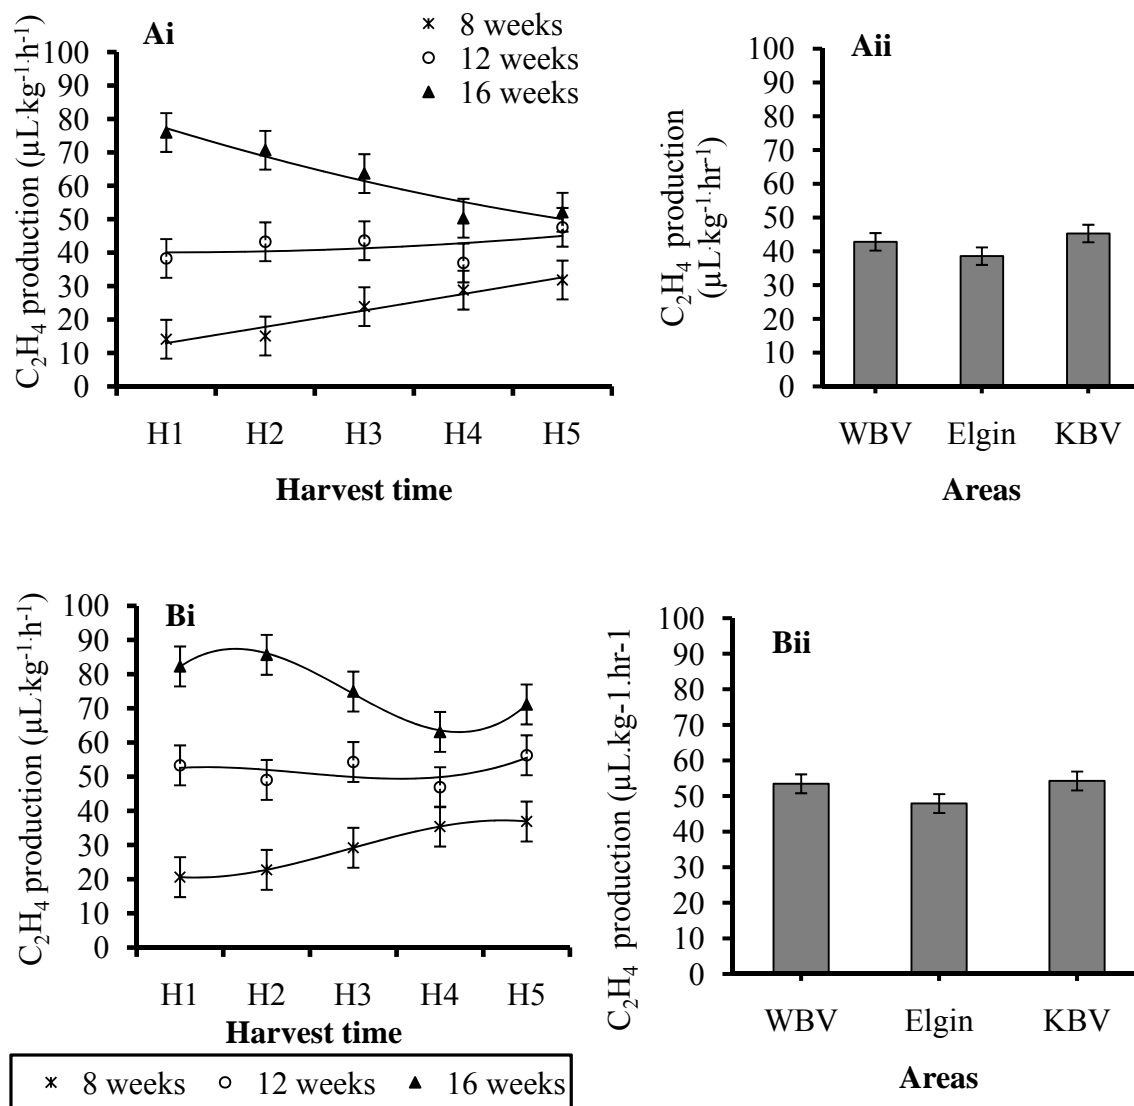 Ai
8 weeks
12 weeks
16 weeks
C₂H₄ production (µL·kg⁻¹·h⁻¹)
100
90
80
70
60
50
40
30
20
10
0
H1 H2 H3 H4 H5
Harvest time
Aii
C₂H₄ production
(µL·kg⁻¹·hr⁻¹)
100
90
80
70
60
50
40
30
20
10
0
WBV Elgin KBV
Areas
Bi
C₂H₄ production (µL·kg⁻¹·h⁻¹)
100
90
80
70
60
50
40
30
20
10
0
H1 H2 H3 H4 H5
Harvest time
8 weeks 12 weeks 16 weeks
Bii
C₂H₄ production (µL.kg-1.hr-1
100
90
80
70
60
50
40
30
20
10
0
WBV Elgin KBV
Areas